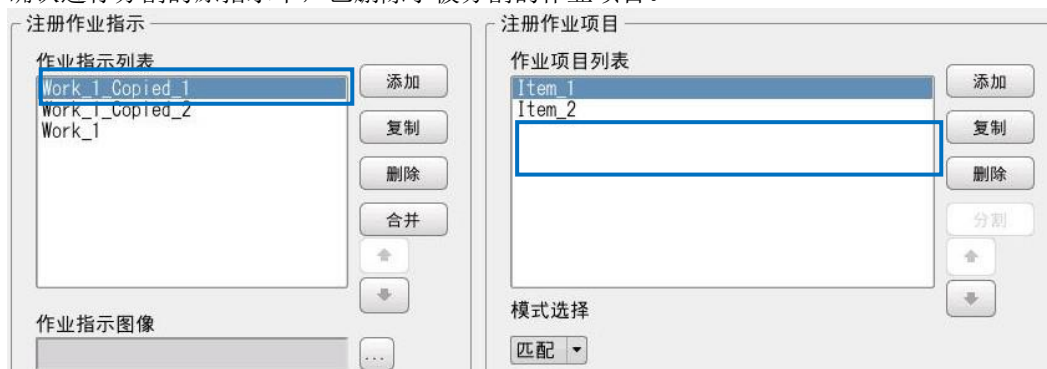 确认进行分割的原指示中，已删除了被分割的作业项目。
注册作业指示
作业指示列表
Work_1_Copied_1
Work_1_Copied_2
Work_1
添加
复制
删除
合并
作业指示图像
...
注册作业项目
作业项目列表
Item_1
Item_2
添加
复制
删除
分割
模式选择
匹配